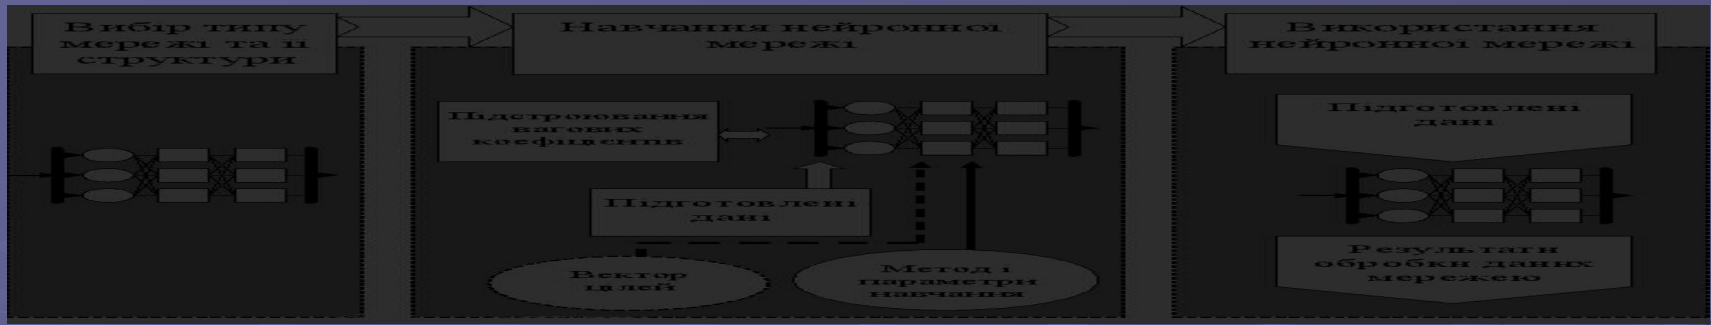 Вибір типу
мережі та її
структури
Навчання нейронної
мережі
Використання
нейронної мережі
Підстроювання
вагових
коефіцієнтів
Підготовлені
дані
Вектор
цілей
Метод і
параметри
навчання
Підготовлені
дані
Результати
обробки даних
мережею